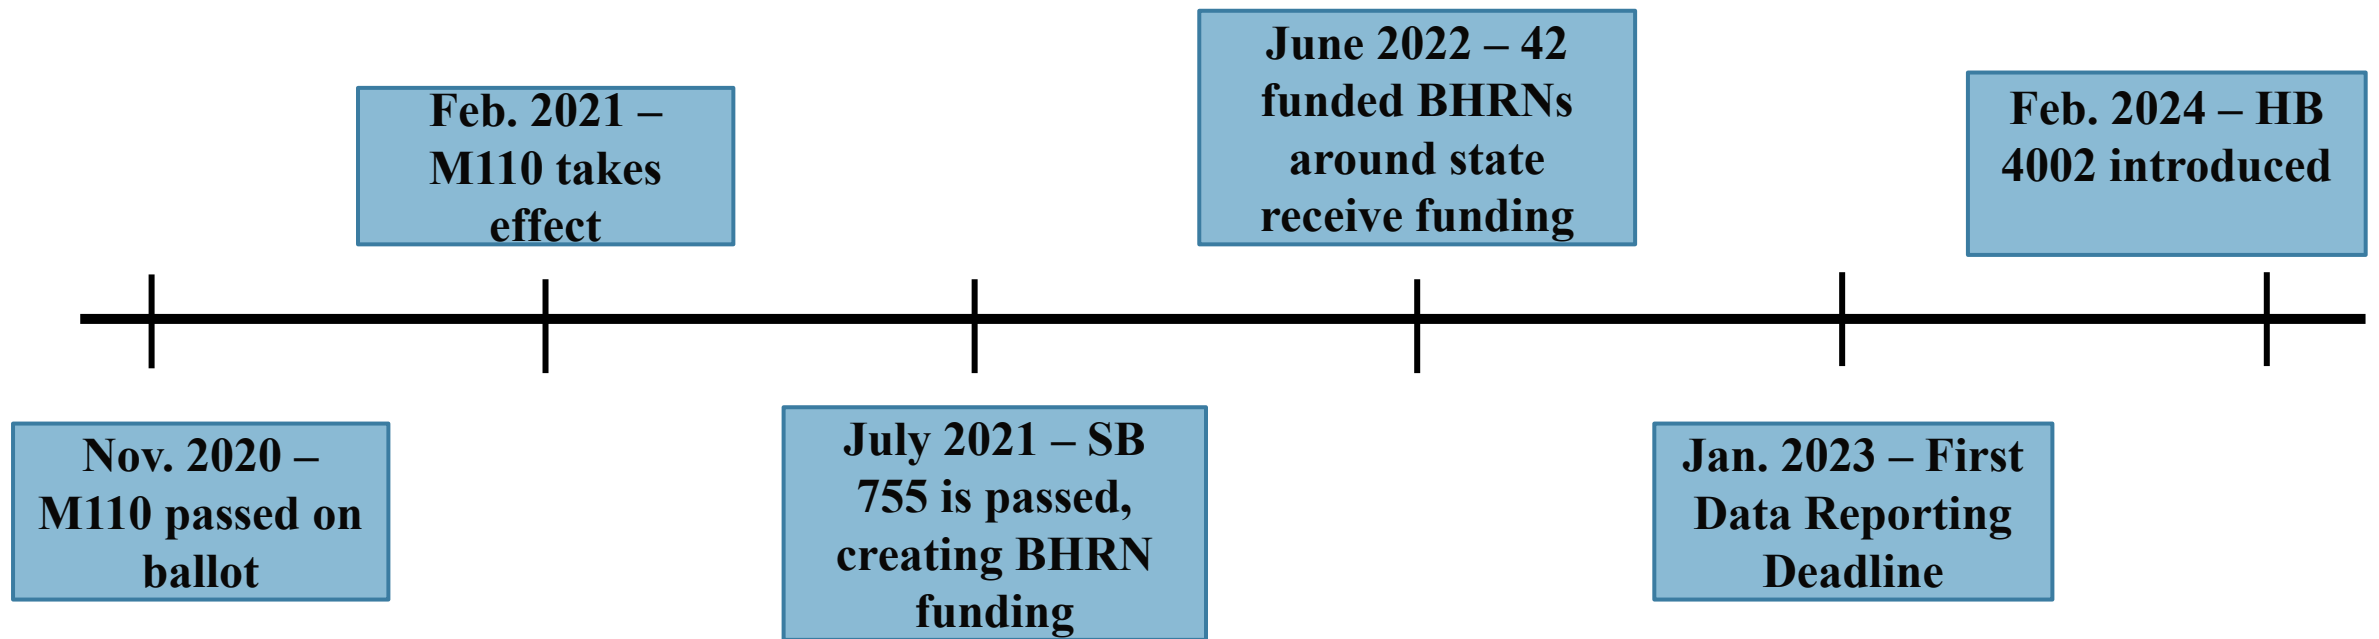 Nov. 2020 –
M110 passed on
ballot
Feb. 2021 –
M110 takes
effect
July 2021 – SB
755 is passed,
creating BHRN
funding
June 2022 – 42
funded BHRNs
around state
receive funding
Jan. 2023 – First
Data Reporting
Deadline
Feb. 2024 – HB
4002 introduced